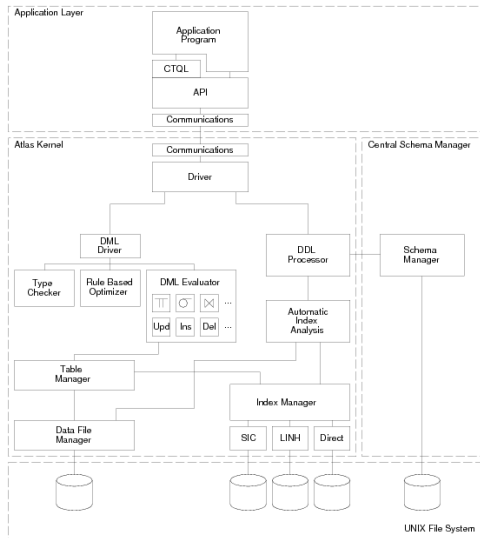 Application Layer
Application
Program
CTQL
API
Communications
Atlas Kernel
Central Schema Manager
Communications
Driver
DML
Driver
DDL
Processor
Schema
Manager
Type
Checker
Rule Based
Optimizer
DML Evaluator
π σ ⋈ ...
Upd Ins Del ...
Automatic
Index
Analysis
Table
Manager
Index Manager
Data File
Manager
SIC
LINH
Direct
UNIX File System